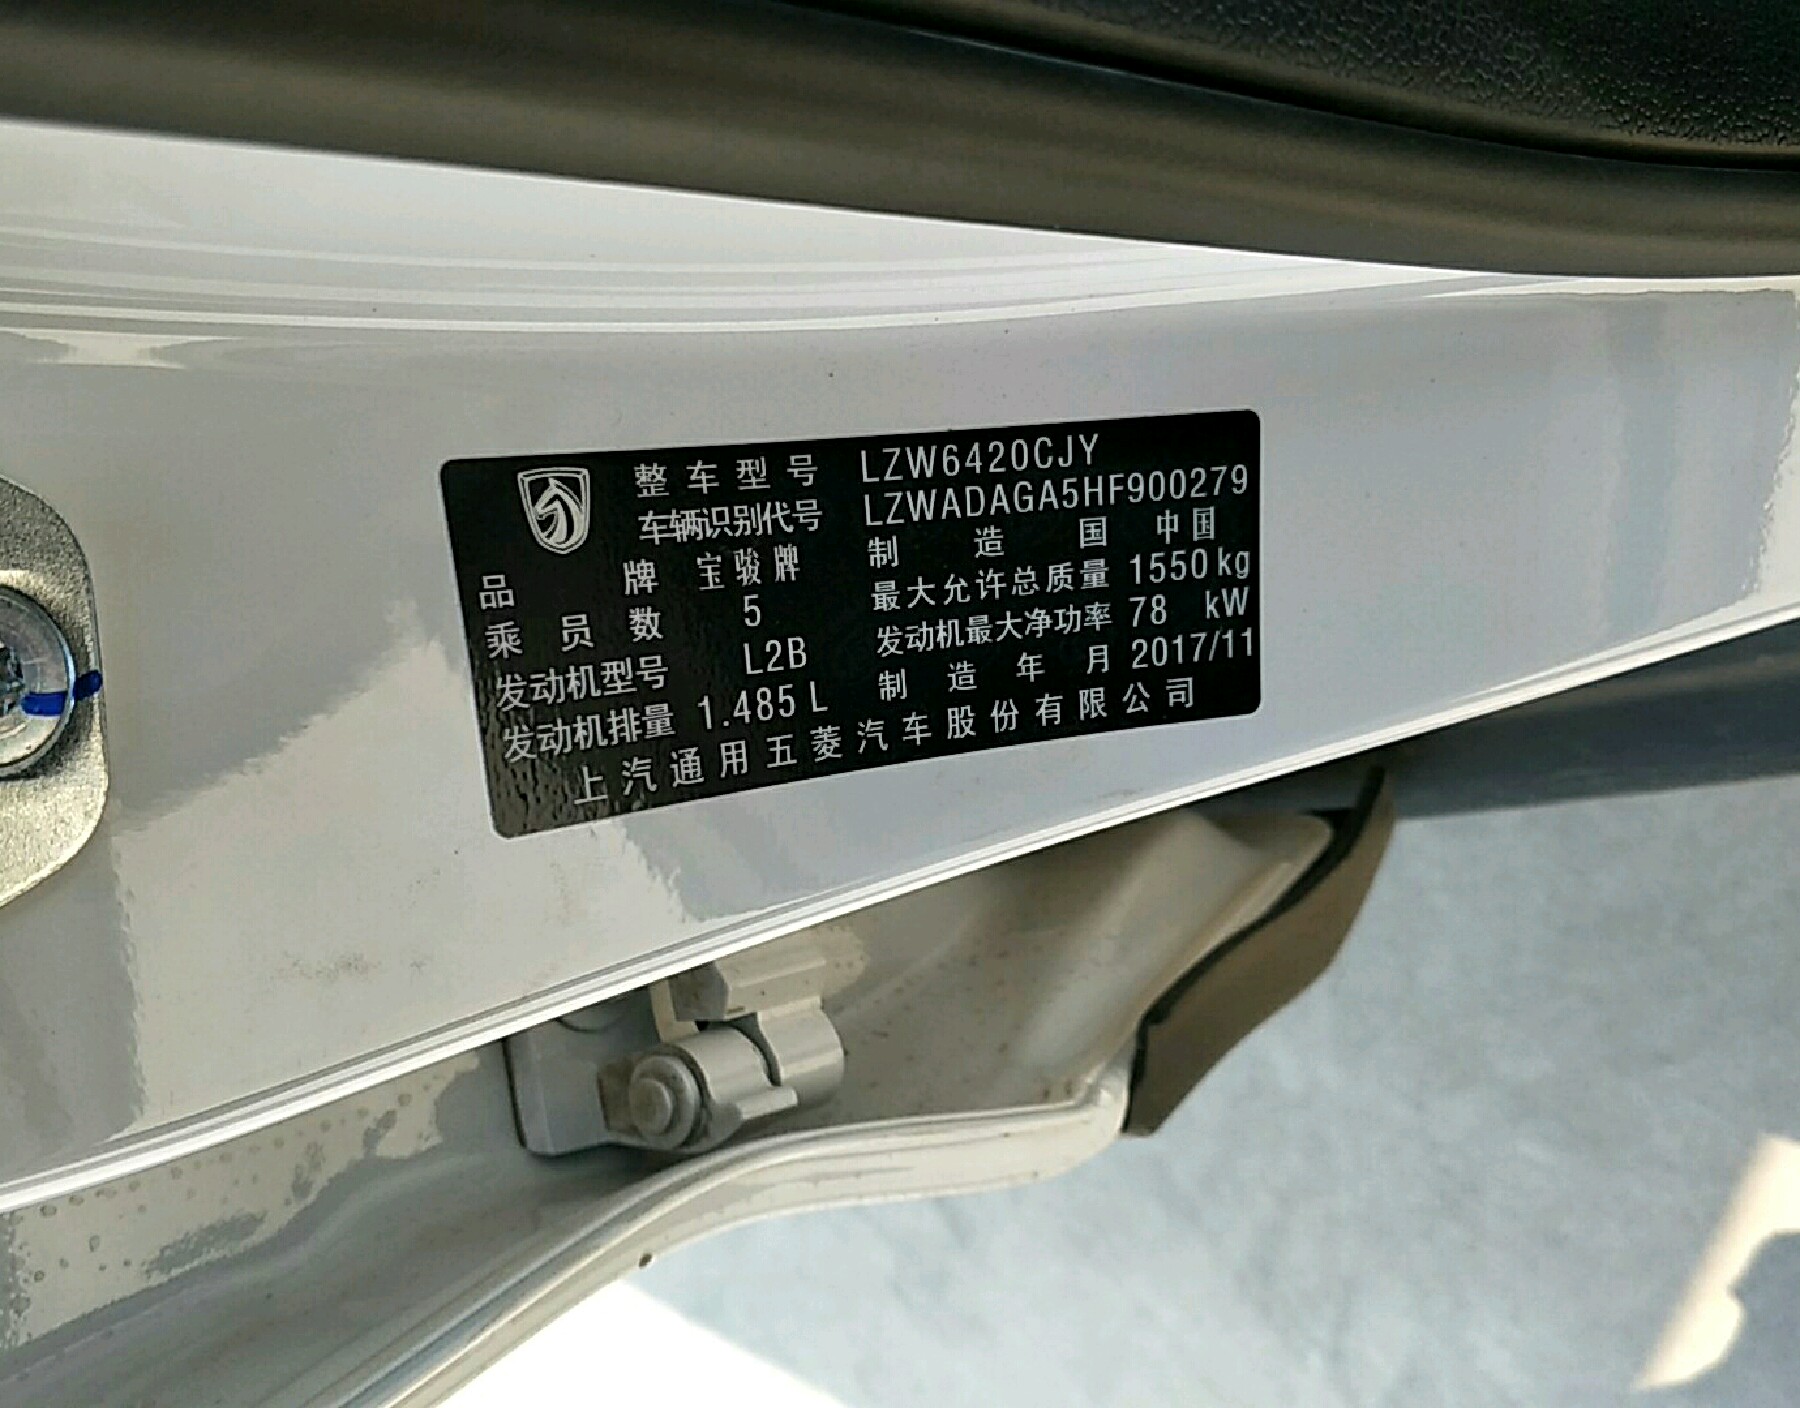 整车型号 LZW6420CJY
车辆识别代号 LZWADAGA5HF900279
品牌 宝骏牌 制造国 中国
乘员数 5 最大允许总质量 1550kg
发动机型号 L2B 发动机最大净功率 78 kW
发动机排量 1.485 L 制造年月 2017/11
上汽通用五菱汽车股份有限公司